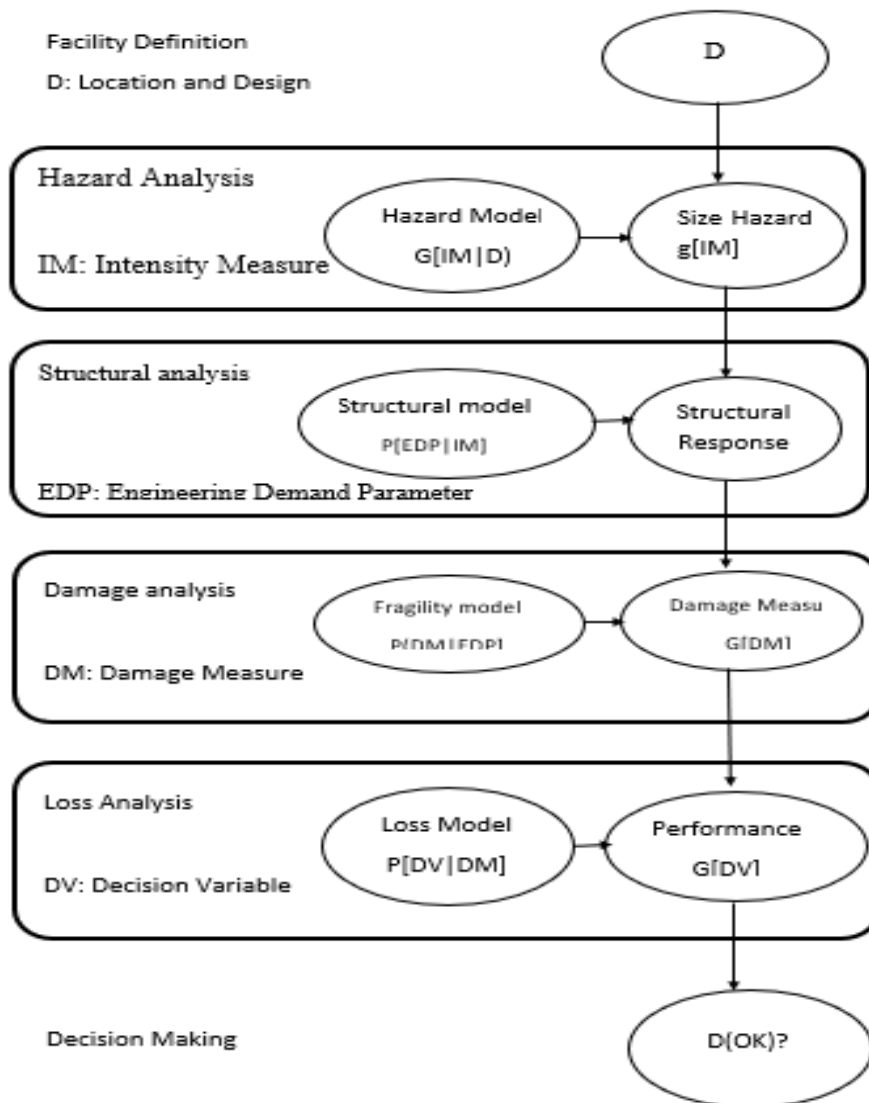 Facility Definition
D: Location and Design
D
Hazard Analysis
IM: Intensity Measure
Hazard Model
G[IM|D)
Size Hazard
g[IM]
Structural analysis
EDP: Engineering Demand Parameter
Structural model
P[EDP|IM]
Structural
Response
Damage analysis
DM: Damage Measure
Fragility model
P[DM|EDP]
Damage Measu
G[DM]
Loss Analysis
DV: Decision Variable
Loss Model
P[DV|DM]
Performance
G[DV]
Decision Making
D(OK)?